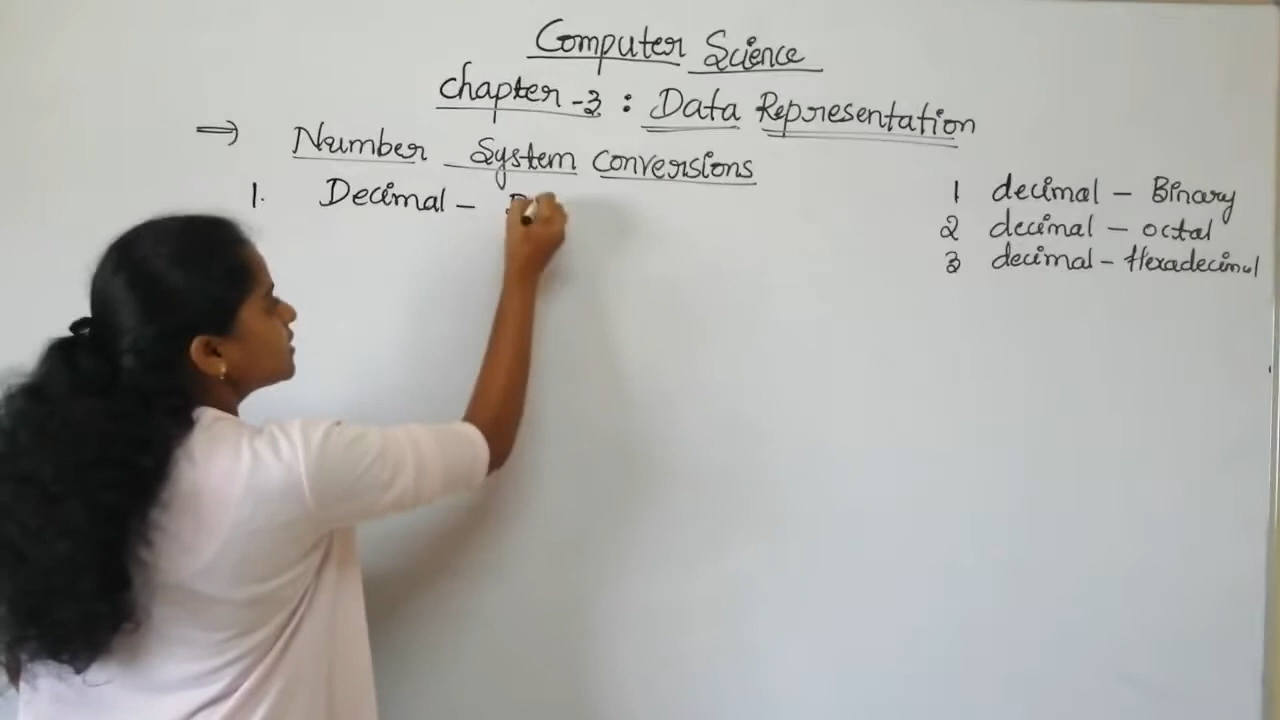 Computer Science
Chapter - 3 : Data Representation
⇒ Number System Conversions
1. Decimal -
1 decimal - Binary
2 decimal - octal
3 decimal - Hexadecimal